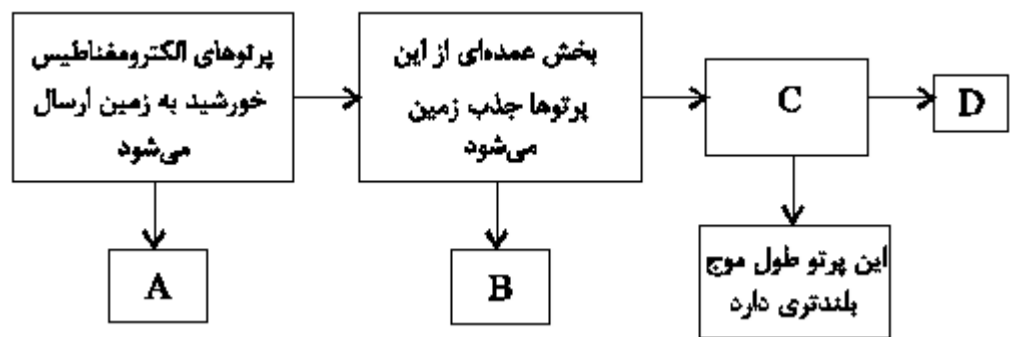 پرتوهای الکترومغناطیس
خورشید به زمین ارسال
می‌شود
بخش عمده‌ای از این
پرتوها جذب زمین
می‌شود
C
D
A
B
این پرتو طول موج
بلندتری دارد